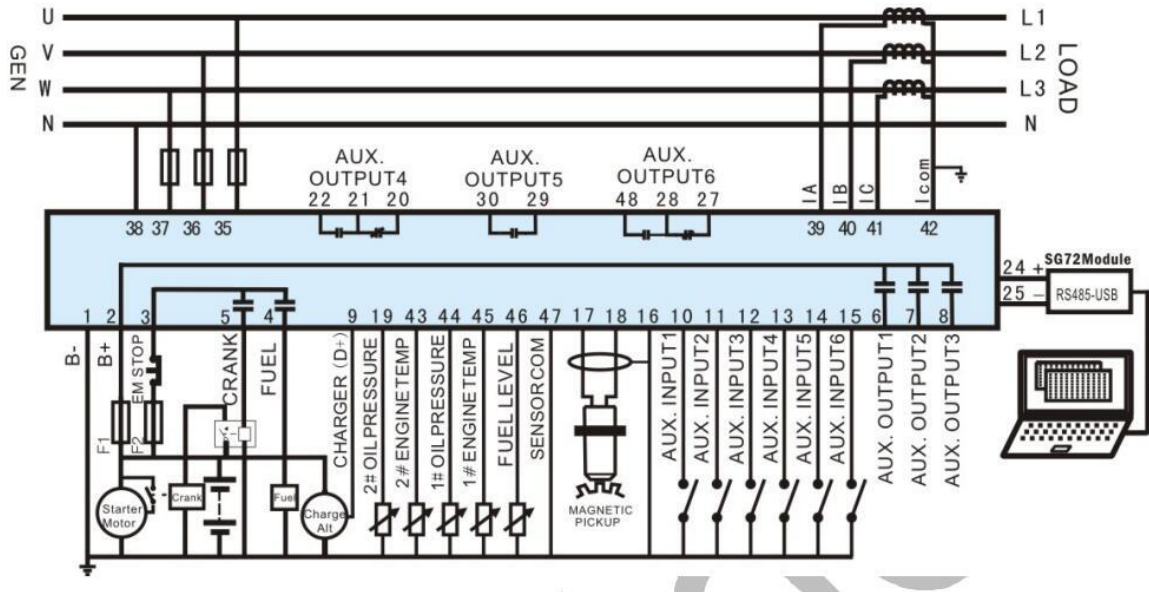 U
L1
V
L2
W
L3
N
N
GEN
LOAD
AUX.
OUTPUT4
22 21 20
AUX.
OUTPUT5
30 29
AUX.
OUTPUT6
48 28 27
IA
IB
IC
Icom
38 37 36 35
39 40 41 42
24 +
25 -
SG72Module
RS485-USB
1 2 3 5 4 9 19 43 44 45 46 47 17 18 16 10 11 12 13 14 15 6 7 8
B-
B+
EM STOP
CRANK
FUEL
CHARGER (D+)
2# OILPRESSURE
2# ENGINETEMP
1# OILPRESSURE
1# ENGINETEMP
FUEL LEVEL
SENSORCOM
AUX. INPUT1
AUX. INPUT2
AUX. INPUT3
AUX. INPUT4
AUX. INPUT5
AUX. INPUT6
AUX. OUTPUT1
AUX. OUTPUT2
AUX. OUTPUT3
F1
F2
Starter
Motor
Crank
Fuel
Charge
Alt
MAGNETIC
PICKUP